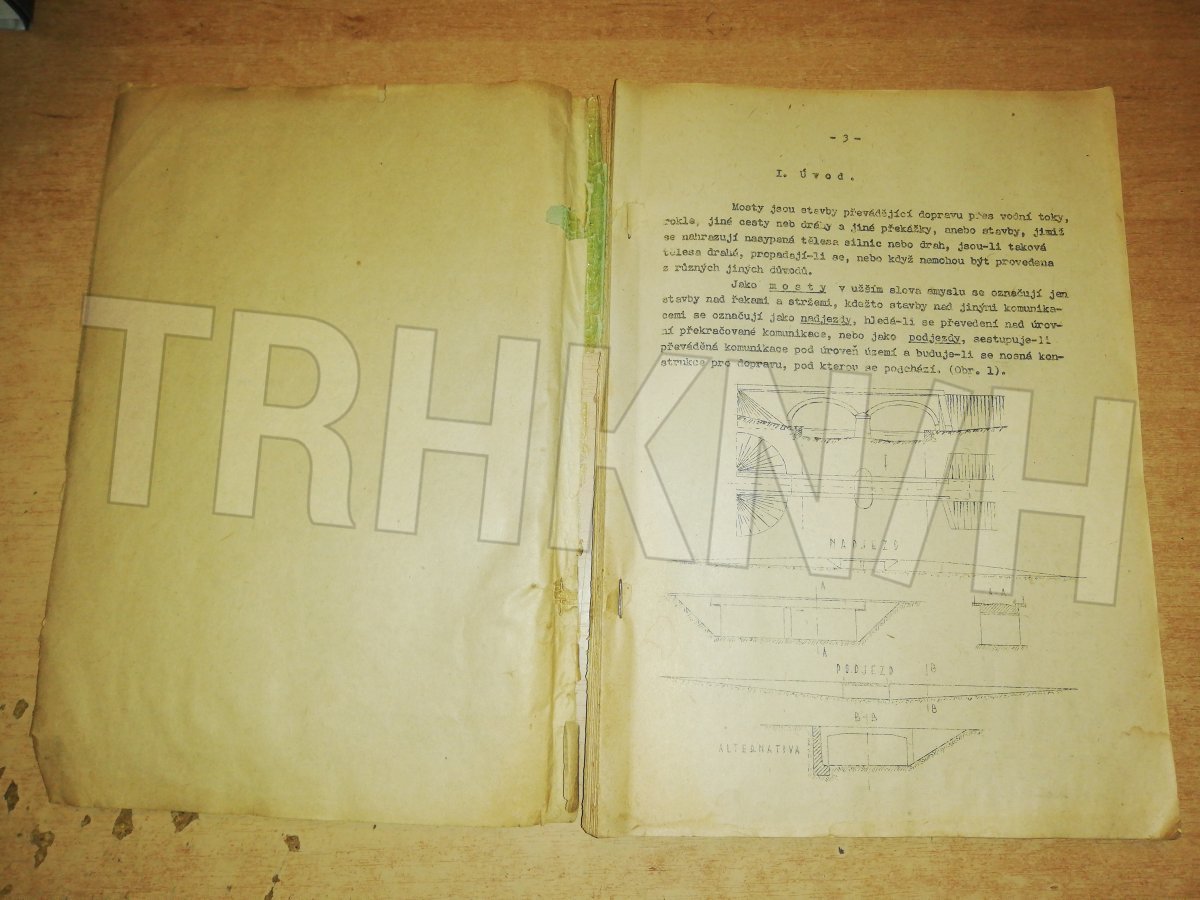 - 3 -
I. Úvod.
Mosty jsou stavby převádějící dopravu přes vodní toky,
rokle, jiné cesty neb dráhy a jiné překážky, anebo stavby, jimiž
se nahrazují nasypaná tělesa silnic nebo drah, jsou-li taková
tělesa drahá, propadají-li se, nebo když nemohou být provedena
z různých jiných důvodů.
Jako mosty v užším slova smyslu se označují jen
stavby nad řekami a stržemi, kdežto stavby nad jinými komunika-
cemi se označují jako nadjezdy, hledá-li se převedení nad úrov-
ní překračované komunikace, nebo jako podjezdy, sestupuje-li
převáděná komunikace pod úroveň území a buduje-li se nosná kon-
strukce pro dopravu, pod kterou se podchází. (Obr. 1).
NADJEZD
A
A-A
A
PODJEZD
B
B
B-B
ALTERNATIVA
TRHKNIH